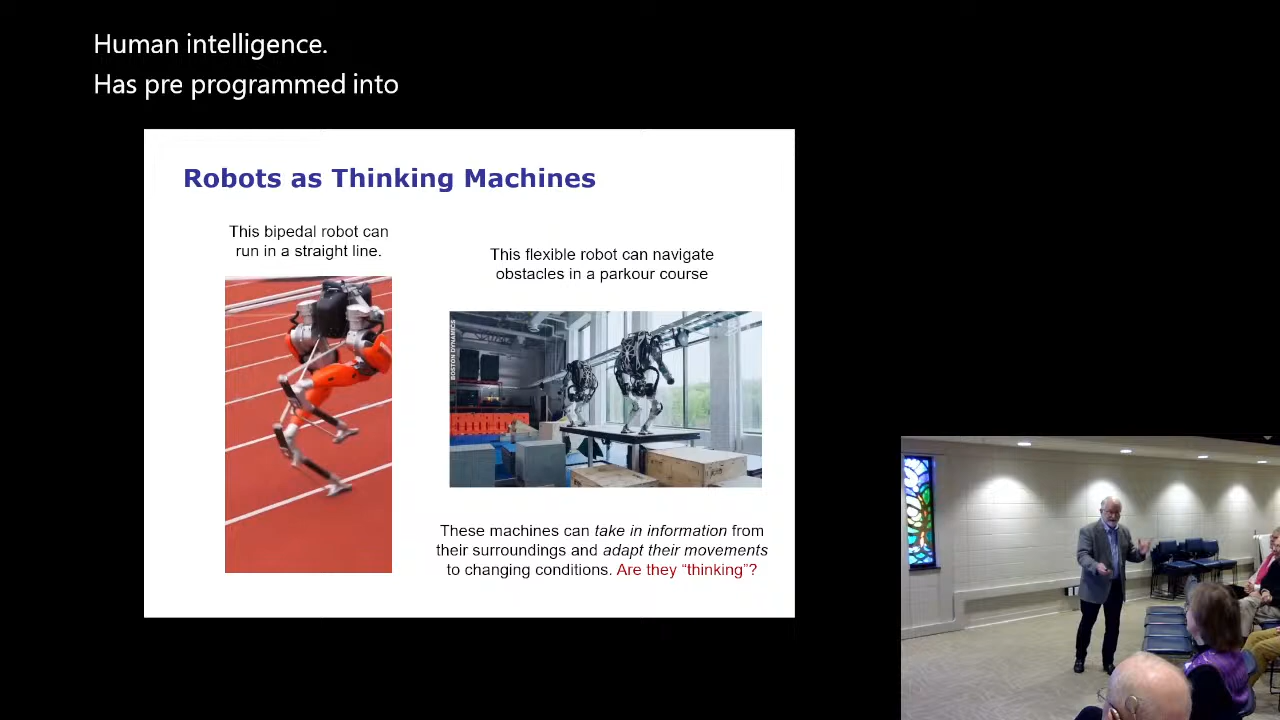 Human intelligence.
Has pre programmed into
Robots as Thinking Machines
This bipedal robot can
run in a straight line.
This flexible robot can navigate
obstacles in a parkour course
BOSTON DYNAMICS
These machines can take in information from
their surroundings and adapt their movements
to changing conditions. Are they “thinking”?